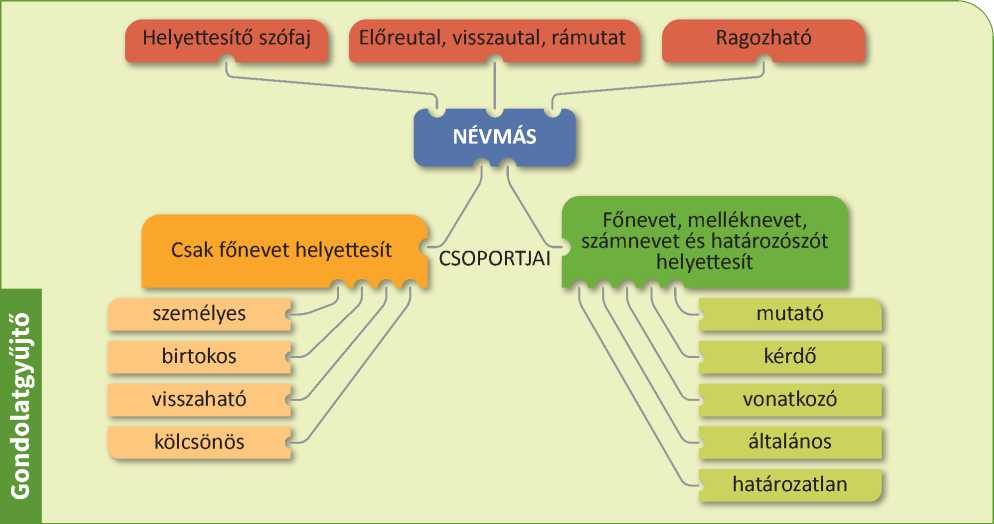 Helyettesítő szófaj
Előreutal, visszautal, rámutat
Ragozható
NÉVMÁS
CSOPORTJAI
Csak főnevet helyettesít
személyes
birtokos
visszaható
kölcsönös
Főnevet, melléknevet,
számnevet és határozószót
helyettesít
mutató
kérdő
vonatkozó
általános
határozatlan
Gondolatgyűjtő